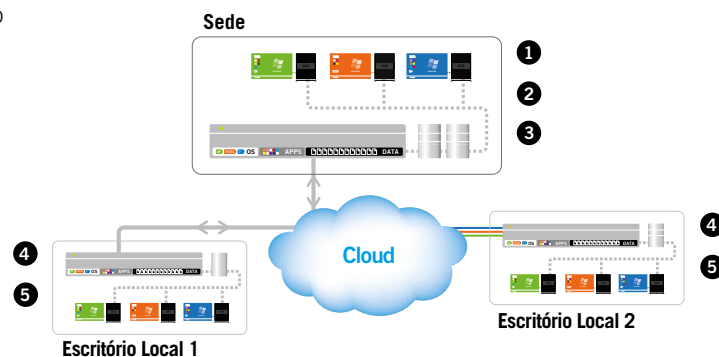 Sede
1
2
3
OS APPS DATA
Cloud
4
OS APPS DATA
5
Escritório Local 1
4
OS APPS DATA
5
Escritório Local 2